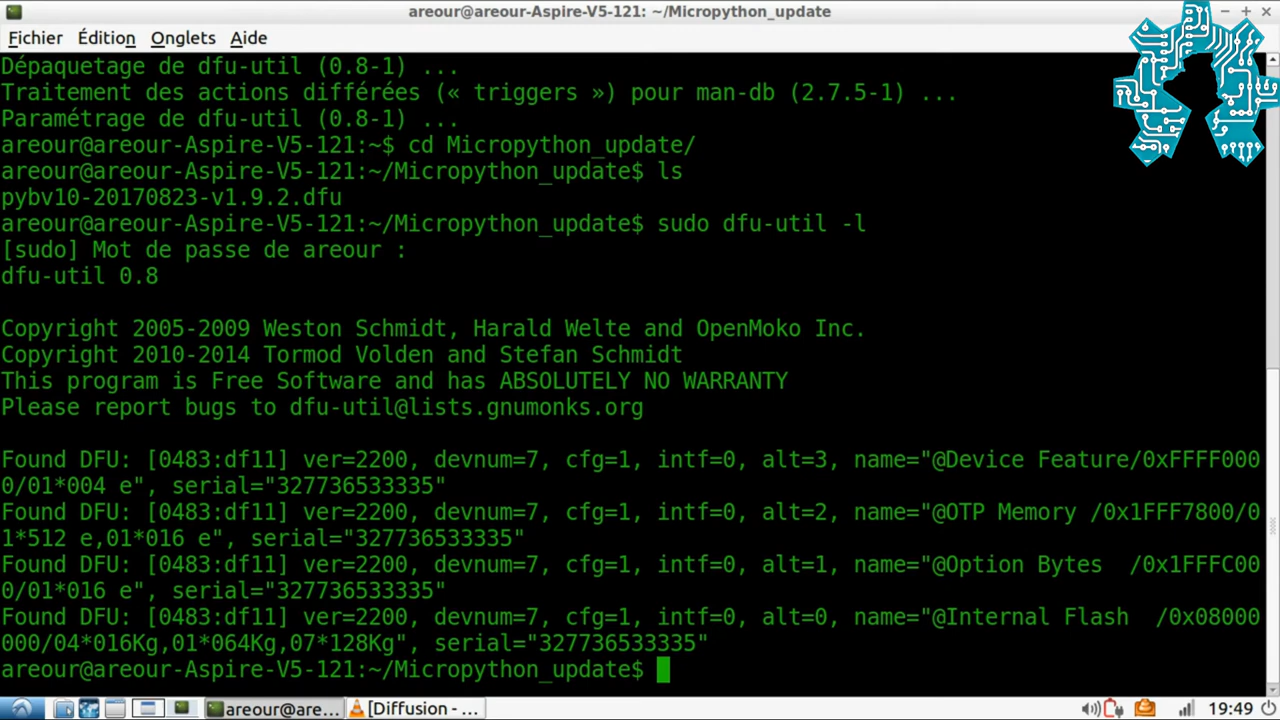 areour@areour-Aspire-V5-121: ~/Micropython_update
Fichier Édition Onglets Aide
Dépaquetage de dfu-util (0.8-1) ...
Traitement des actions différées (« triggers ») pour man-db (2.7.5-1) ...
Paramétrage de dfu-util (0.8-1) ...
areour@areour-Aspire-V5-121:~$ cd Micropython_update/
areour@areour-Aspire-V5-121:~/Micropython_update$ ls
pybv10-20170823-v1.9.2.dfu
areour@areour-Aspire-V5-121:~/Micropython_update$ sudo dfu-util -l
[sudo] Mot de passe de areour :
dfu-util 0.8
Copyright 2005-2009 Weston Schmidt, Harald Welte and OpenMoko Inc.
Copyright 2010-2014 Tormod Volden and Stefan Schmidt
This program is Free Software and has ABSOLUTELY NO WARRANTY
Please report bugs to dfu-util@lists.gnumonks.org
Found DFU: [0483:df11] ver=2200, devnum=7, cfg=1, intf=0, alt=3, name="@Device Feature/0xFFFF000
0/01*004 e", serial="327736533335"
Found DFU: [0483:df11] ver=2200, devnum=7, cfg=1, intf=0, alt=2, name="@OTP Memory /0x1FFF7800/0
1*512 e,01*016 e", serial="327736533335"
Found DFU: [0483:df11] ver=2200, devnum=7, cfg=1, intf=0, alt=1, name="@Option Bytes  /0x1FFFC00
0/01*016 e", serial="327736533335"
Found DFU: [0483:df11] ver=2200, devnum=7, cfg=1, intf=0, alt=0, name="@Internal Flash  /0x08000
000/04*016Kg,01*064Kg,07*128Kg", serial="327736533335"
areour@areour-Aspire-V5-121:~/Micropython_update$
areour@are... [Diffusion - ... 19:49